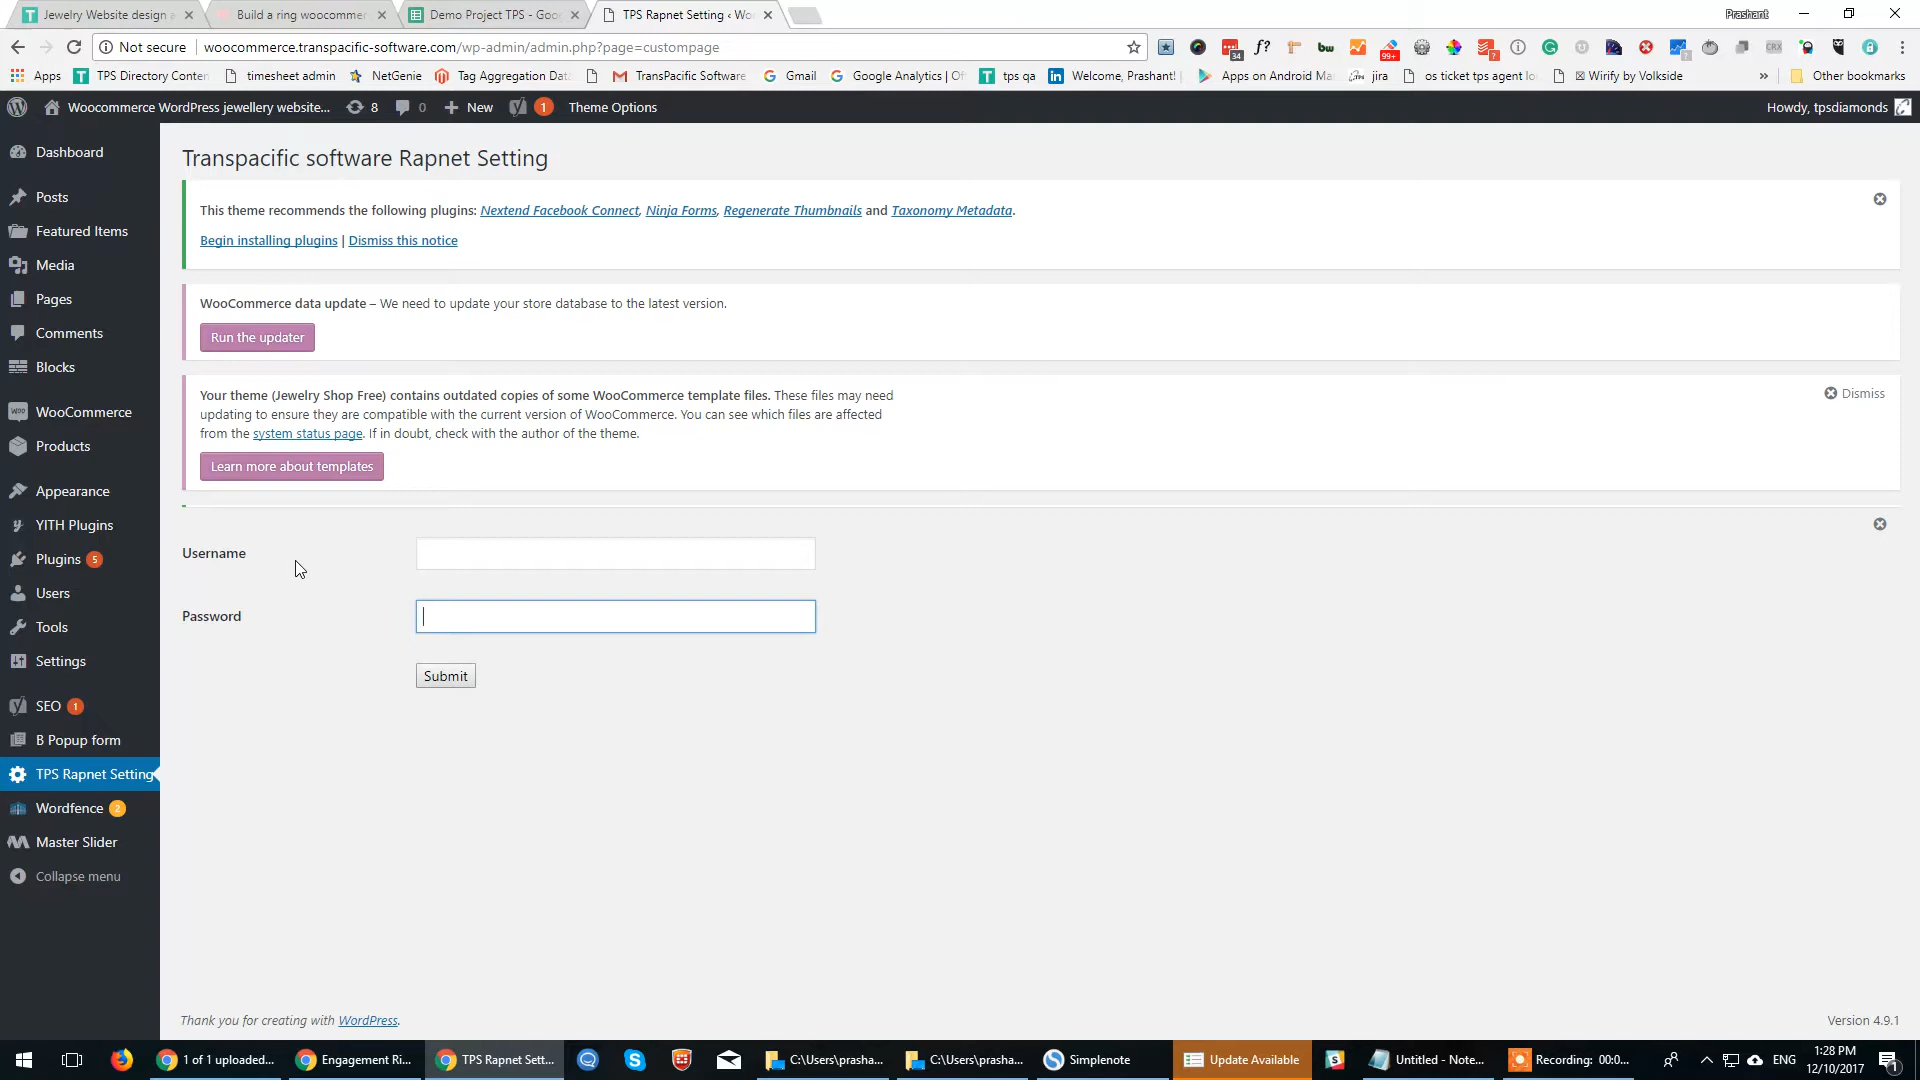 Jewelry Website design a
Build a ring woocommer
Demo Project TPS - Goo
TPS Rapnet Setting ‹ Wo
Prashant
Not secure
woocommerce.transpacific-software.com/wp-admin/admin.php?page=custompage
34
f?
bw
99+
CRX
Apps
TPS Directory Conten
timesheet admin
NetGenie
Tag Aggregation Dat
TransPacific Software
Gmail
Google Analytics | Of
tps qa
Welcome, Prashant!
Apps on Android Ma
jira
os ticket tps agent lo
Wirify by Volkside
»
Other bookmarks
Woocommerce WordPress jewellery website...
8
0
New
1
Theme Options
Howdy, tpsdiamonds
Dashboard
Posts
Featured Items
Media
Pages
Comments
Blocks
WooCommerce
Products
Appearance
YITH Plugins
Plugins 5
Users
Tools
Settings
SEO 1
B Popup form
TPS Rapnet Setting
Wordfence 2
Master Slider
Collapse menu
Transpacific software Rapnet Setting
This theme recommends the following plugins: Nextend Facebook Connect, Ninja Forms, Regenerate Thumbnails and Taxonomy Metadata.
Begin installing plugins | Dismiss this notice
WooCommerce data update – We need to update your store database to the latest version.
Run the updater
Your theme (Jewelry Shop Free) contains outdated copies of some WooCommerce template files. These files may need
updating to ensure they are compatible with the current version of WooCommerce. You can see which files are affected
from the system status page. If in doubt, check with the author of the theme.
Dismiss
Learn more about templates
Username
Password
Submit
Thank you for creating with WordPress.
Version 4.9.1
1 of 1 uploaded...
Engagement Ri...
TPS Rapnet Sett...
C:\Users\prasha...
C:\Users\prasha...
Simplenote
Update Available
Untitled - Note...
Recording: 00:0...
ENG
1:28 PM
12/10/2017
1